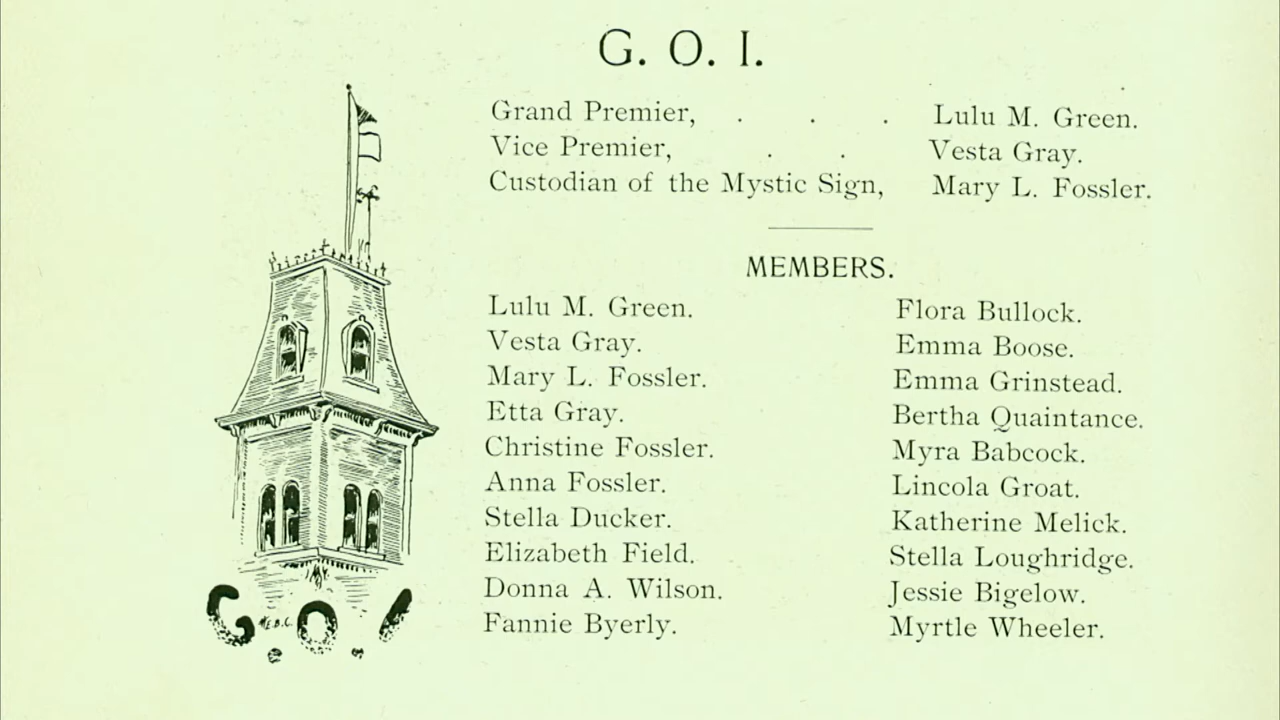 G. O. I.
Grand Premier, . . . Lulu M. Green.
Vice Premier, . . Vesta Gray.
Custodian of the Mystic Sign, Mary L. Fossler.
MEMBERS.
Lulu M. Green.
Vesta Gray.
Mary L. Fossler.
Etta Gray.
Christine Fossler.
Anna Fossler.
Stella Ducker.
Elizabeth Field.
Donna A. Wilson.
Fannie Byerly.
Flora Bullock.
Emma Boose.
Emma Grinstead.
Bertha Quaintance.
Myra Babcock.
Lincola Groat.
Katherine Melick.
Stella Loughridge.
Jessie Bigelow.
Myrtle Wheeler.
G.O.I